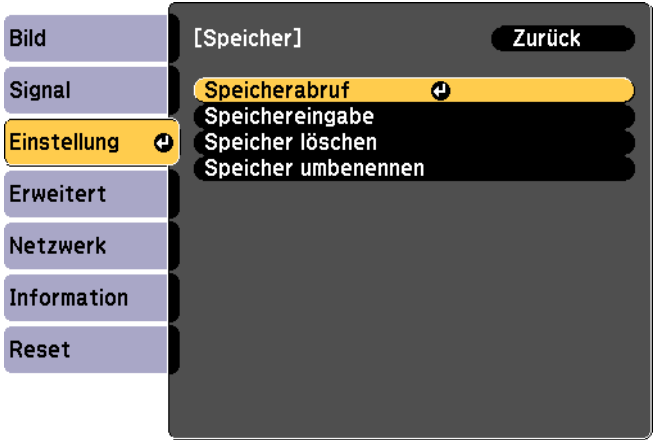 Bild
Signal
Einstellung
Erweitert
Netzwerk
Information
Reset
[Speicher]
Zurück
Speicherabruf
Speichereingabe
Speicher löschen
Speicher umbenennen